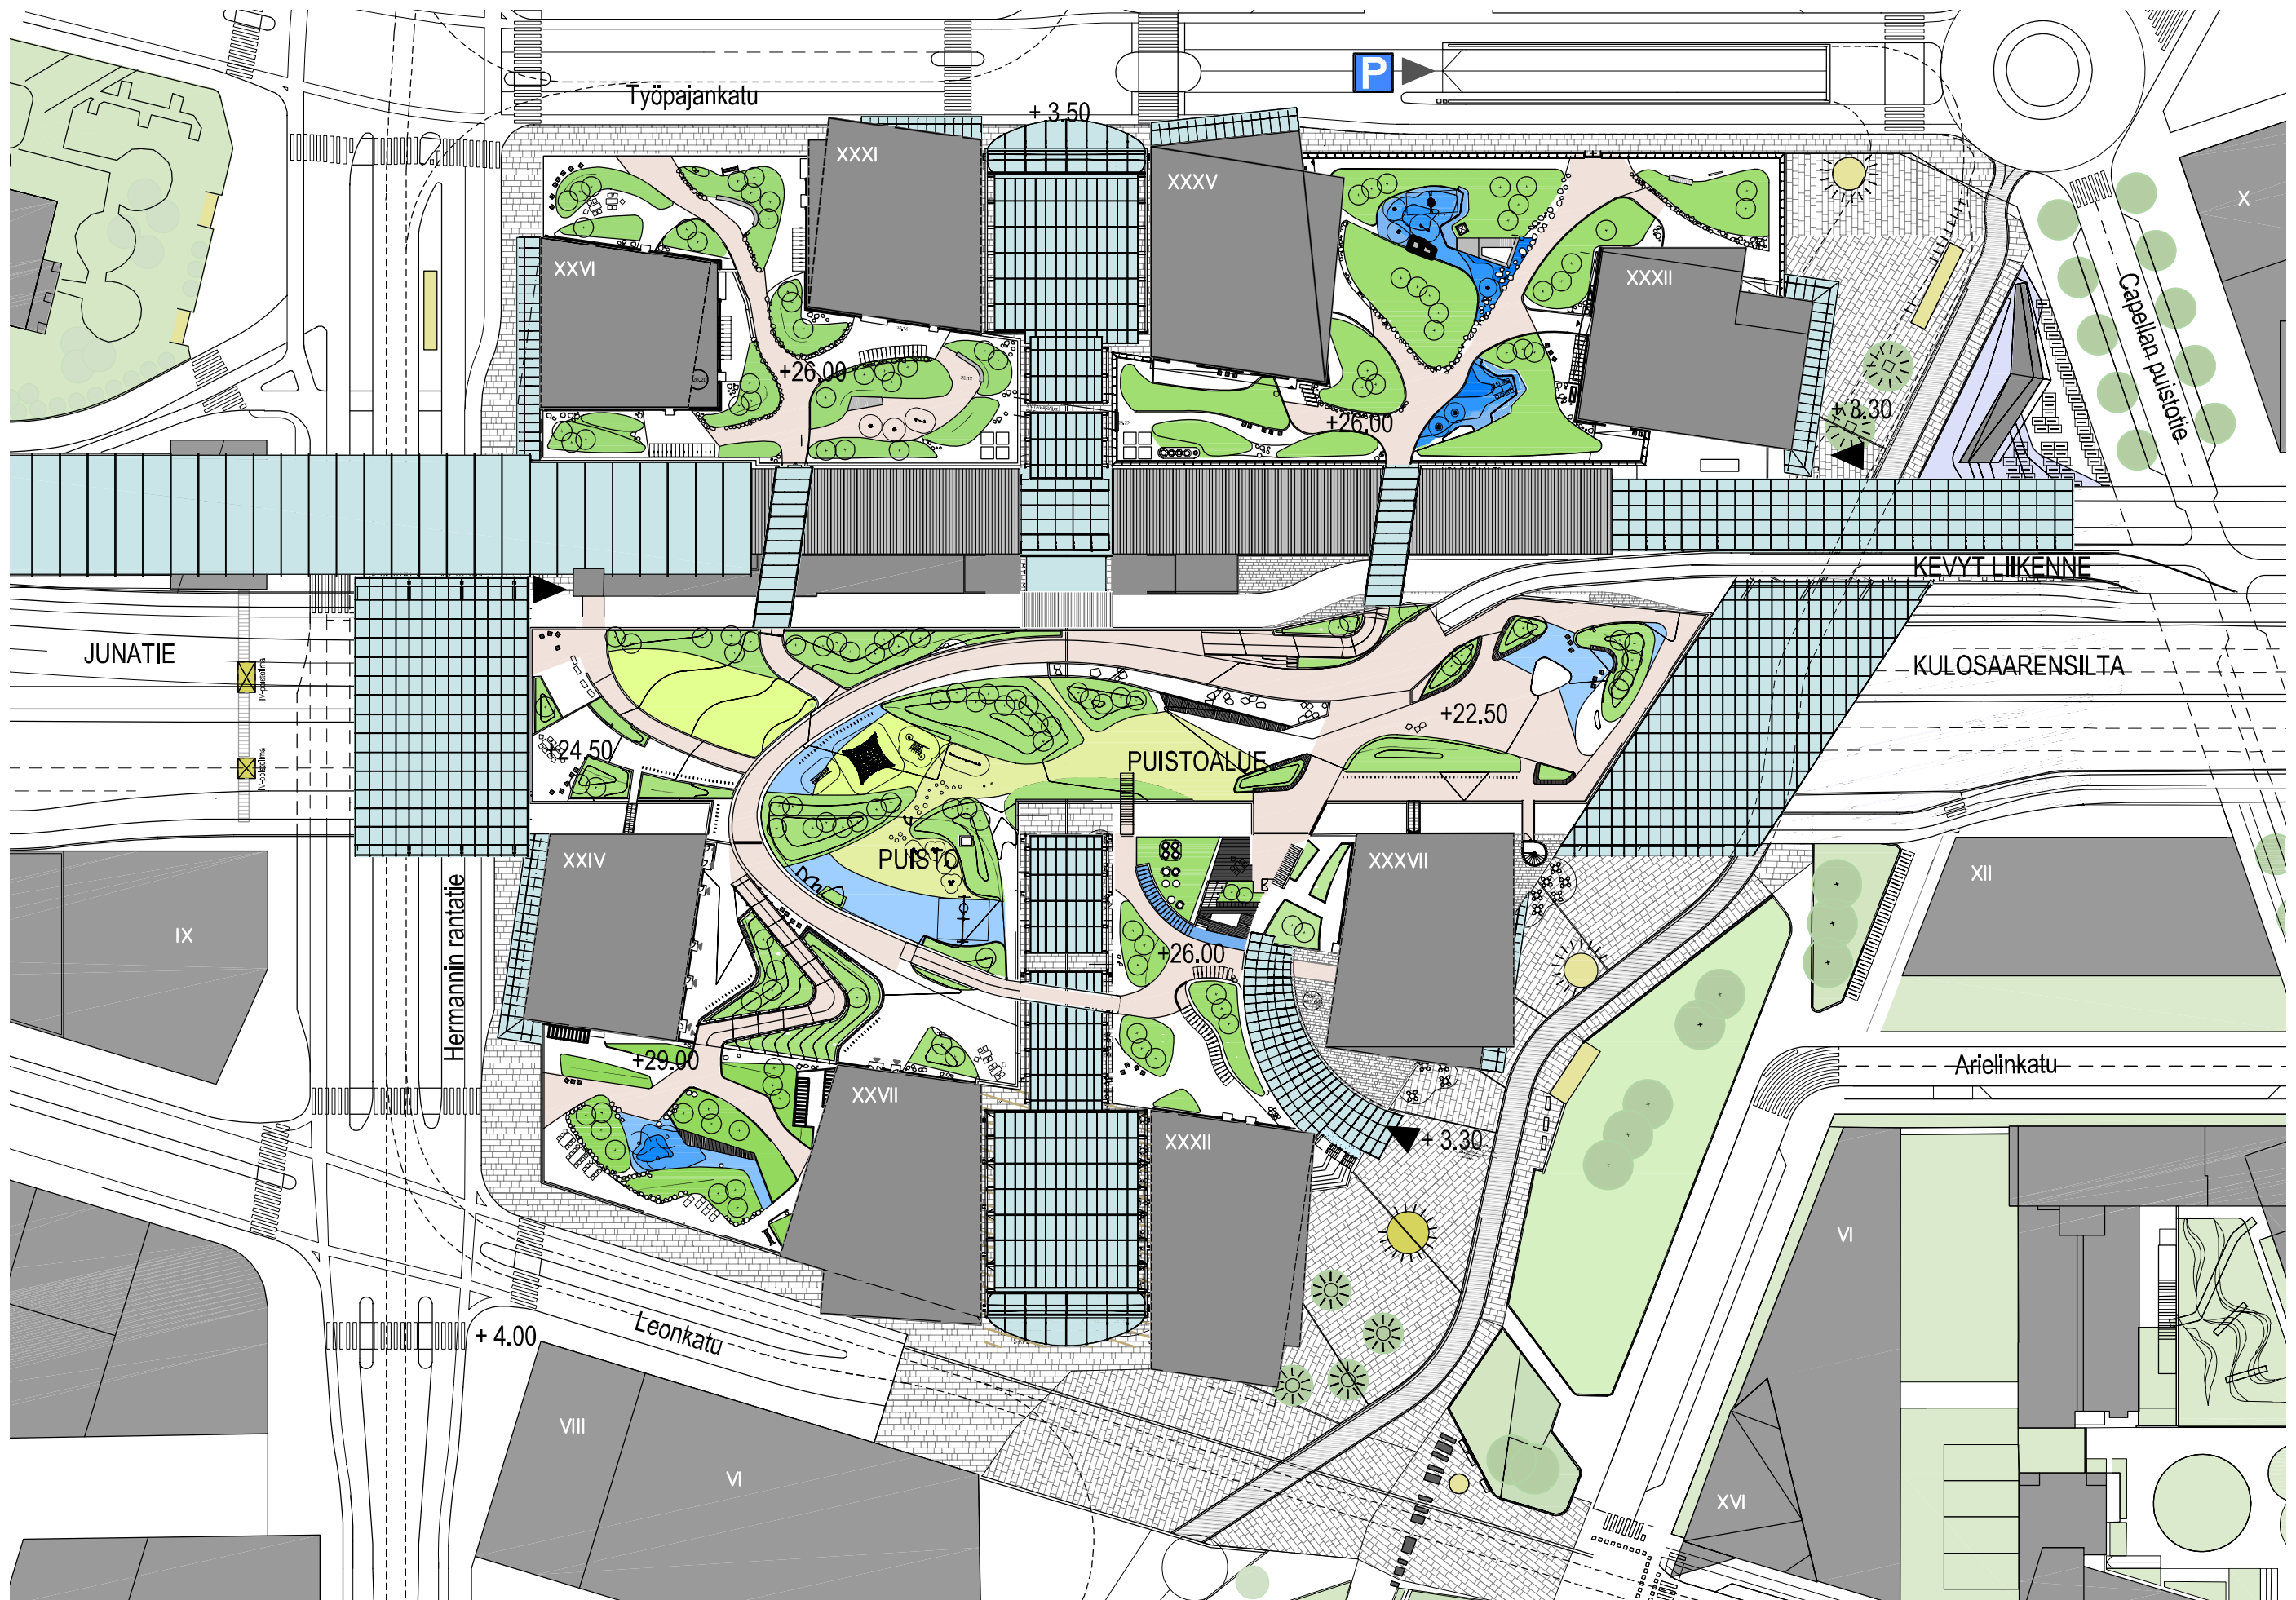 P
Työpajankatu
+ 3.50
XXXI
XXXV
X
XXVI
XXXII
Capellan puistotie
+26.00
+ 3.30
+26.00
KEVYT LIIKENNE
JUNATIE
KULOSAARENSILTA
+22.50
+24.50
PUISTOALUE
XXIV
PUISTO
XXXVII
XII
IX
Hermannin rantatie
+26.00
+29.00
Arielinkatu
XXVII
XXXII
+ 3.30
VI
+ 4.00
Leonkatu
VIII
VI
XVI